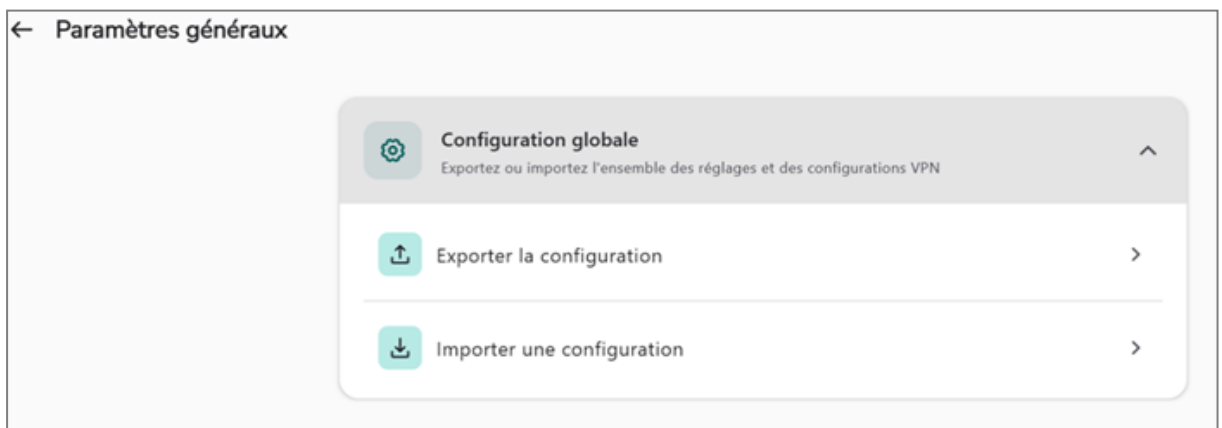 Paramètres généraux
Configuration globale
Exportez ou importez l'ensemble des réglages et des configurations VPN
Exporter la configuration
Importer une configuration